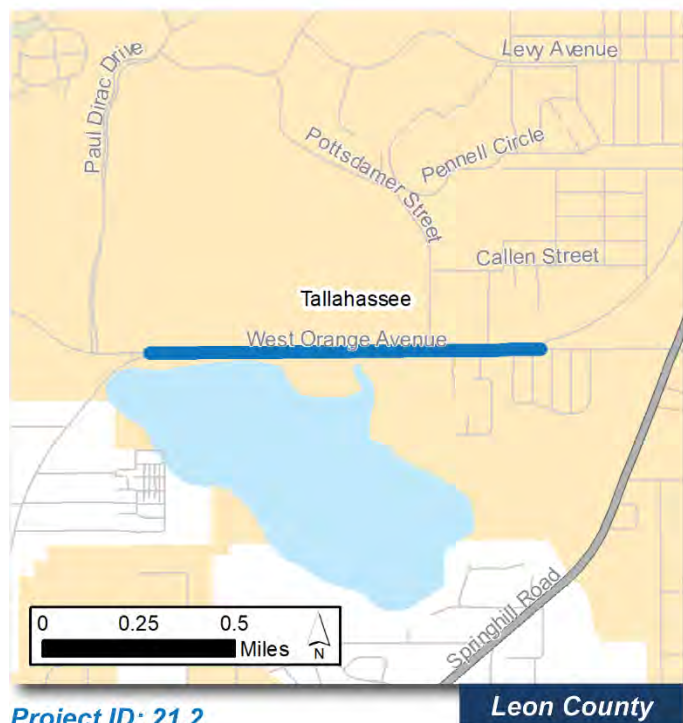 Levy Avenue
Paul Dirac Drive
Pottsdamer Street
Pennell Circle
Callen Street
Tallahassee
West Orange Avenue
Springhill Road
0 0.25 0.5
Miles
N
Project ID: 21.2
Leon County